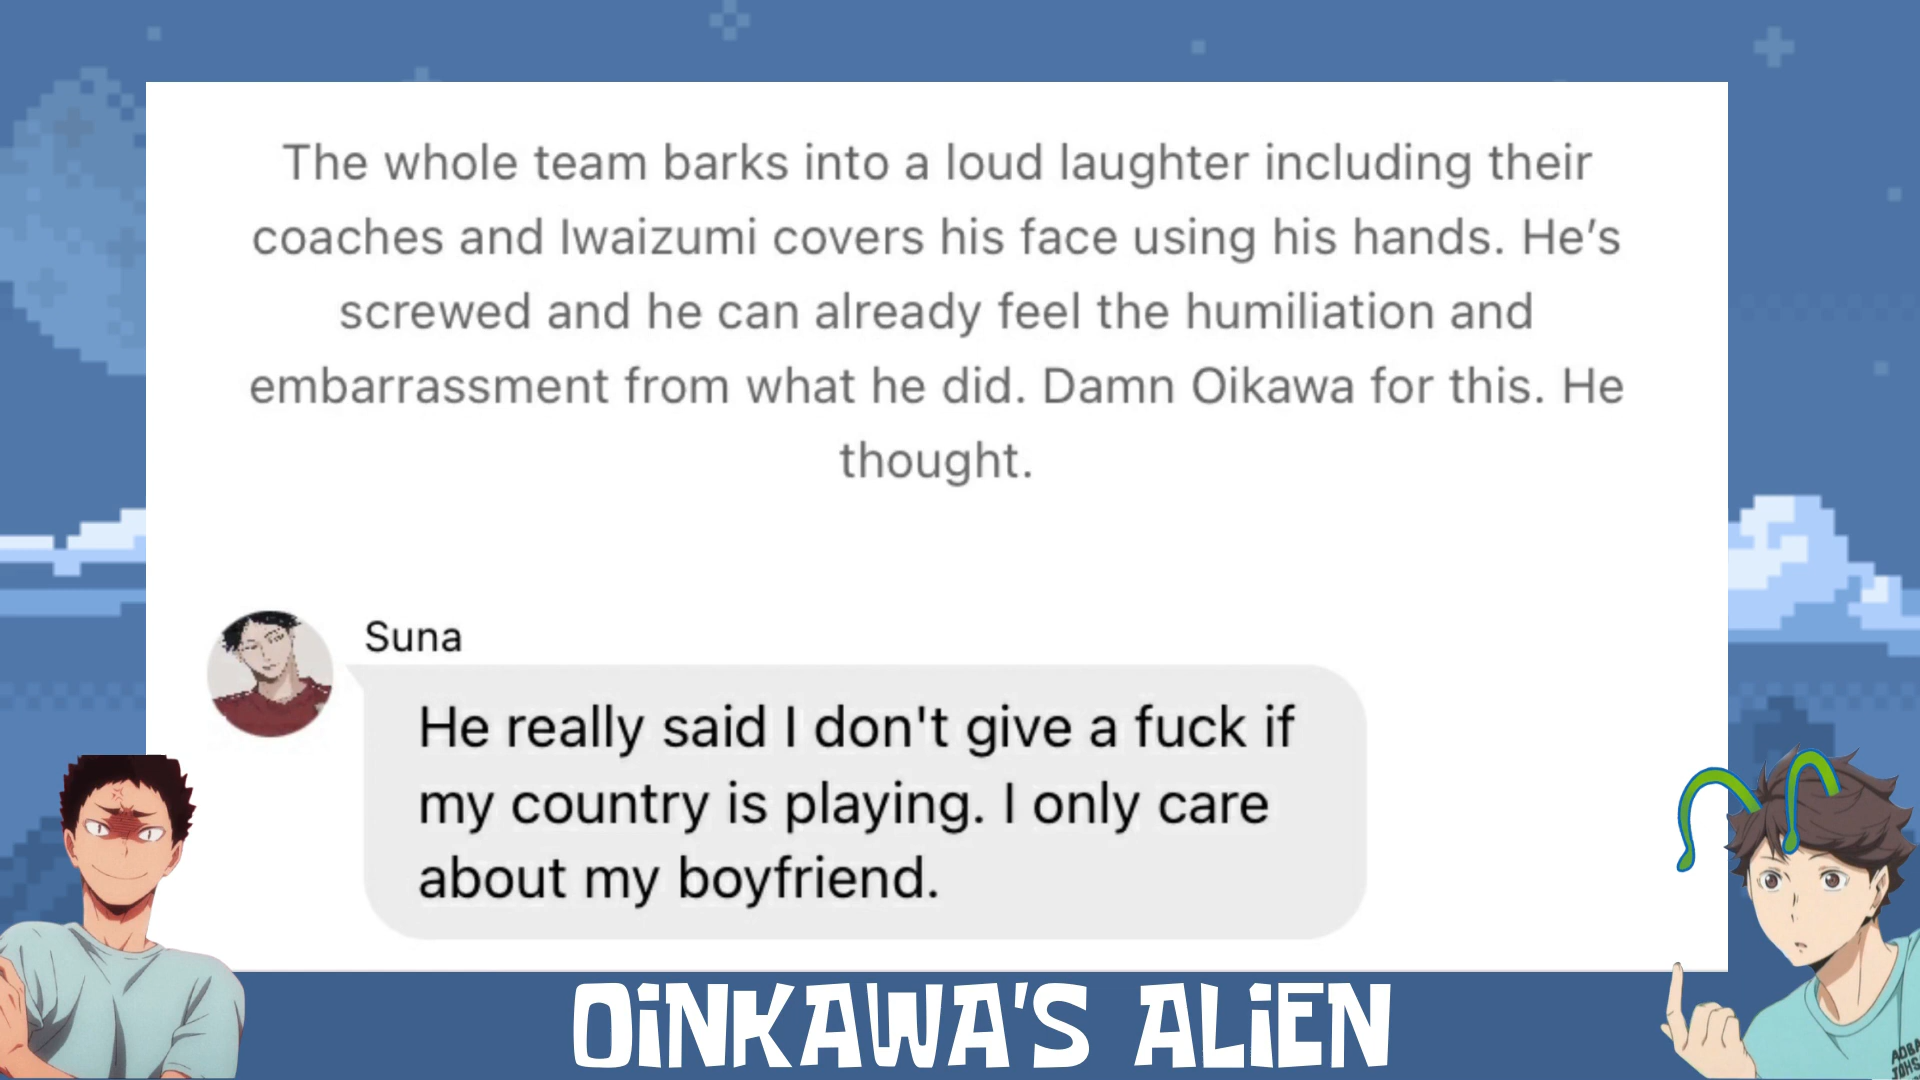 The whole team barks into a loud laughter including their
coaches and Iwaizumi covers his face using his hands. He’s
screwed and he can already feel the humiliation and
embarrassment from what he did. Damn Oikawa for this. He
thought.
Suna
He really said I don't give a fuck if
my country is playing. I only care
about my boyfriend.
OiNKAWA'S ALiEN